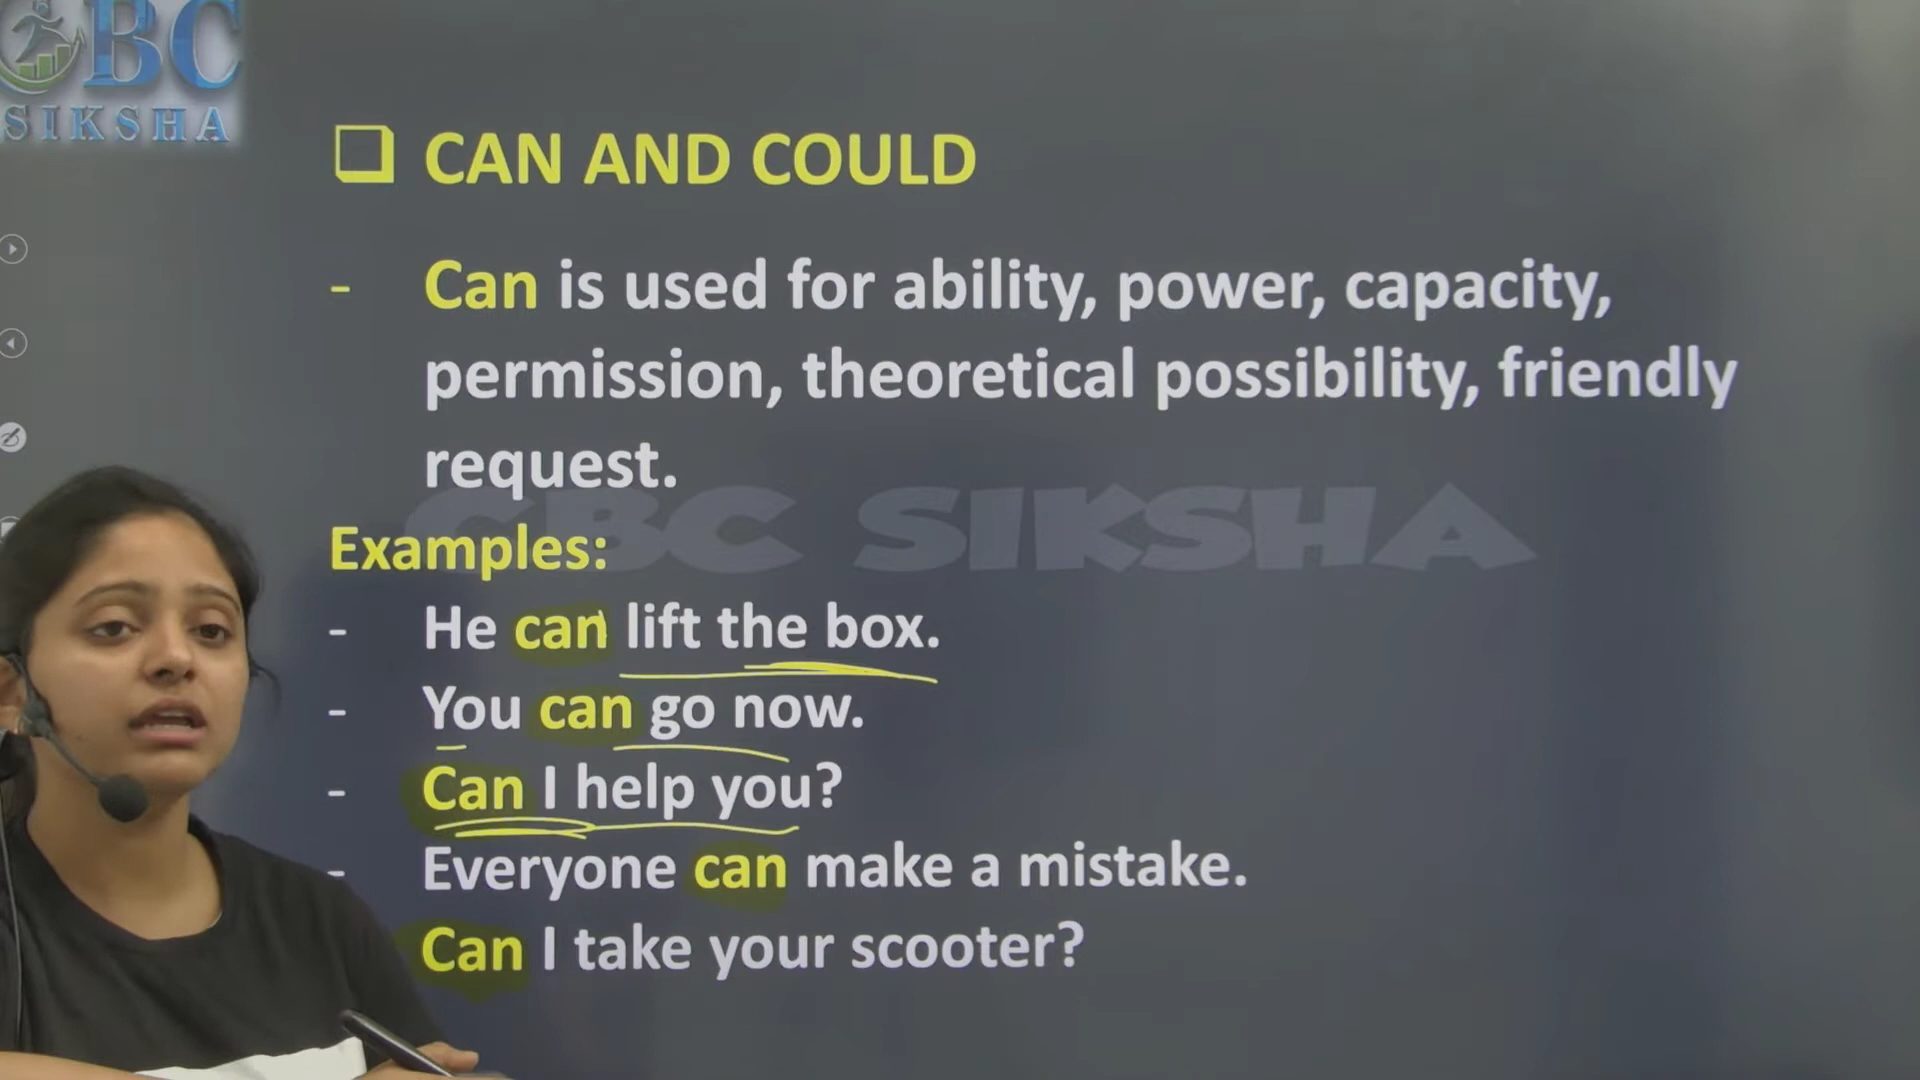 CBC
SIKSHA
CAN AND COULD
- Can is used for ability, power, capacity,
permission, theoretical possibility, friendly
request.
CBC SIKSHA
Examples:
- He can lift the box.
- You can go now.
- Can I help you?
- Everyone can make a mistake.
Can I take your scooter?